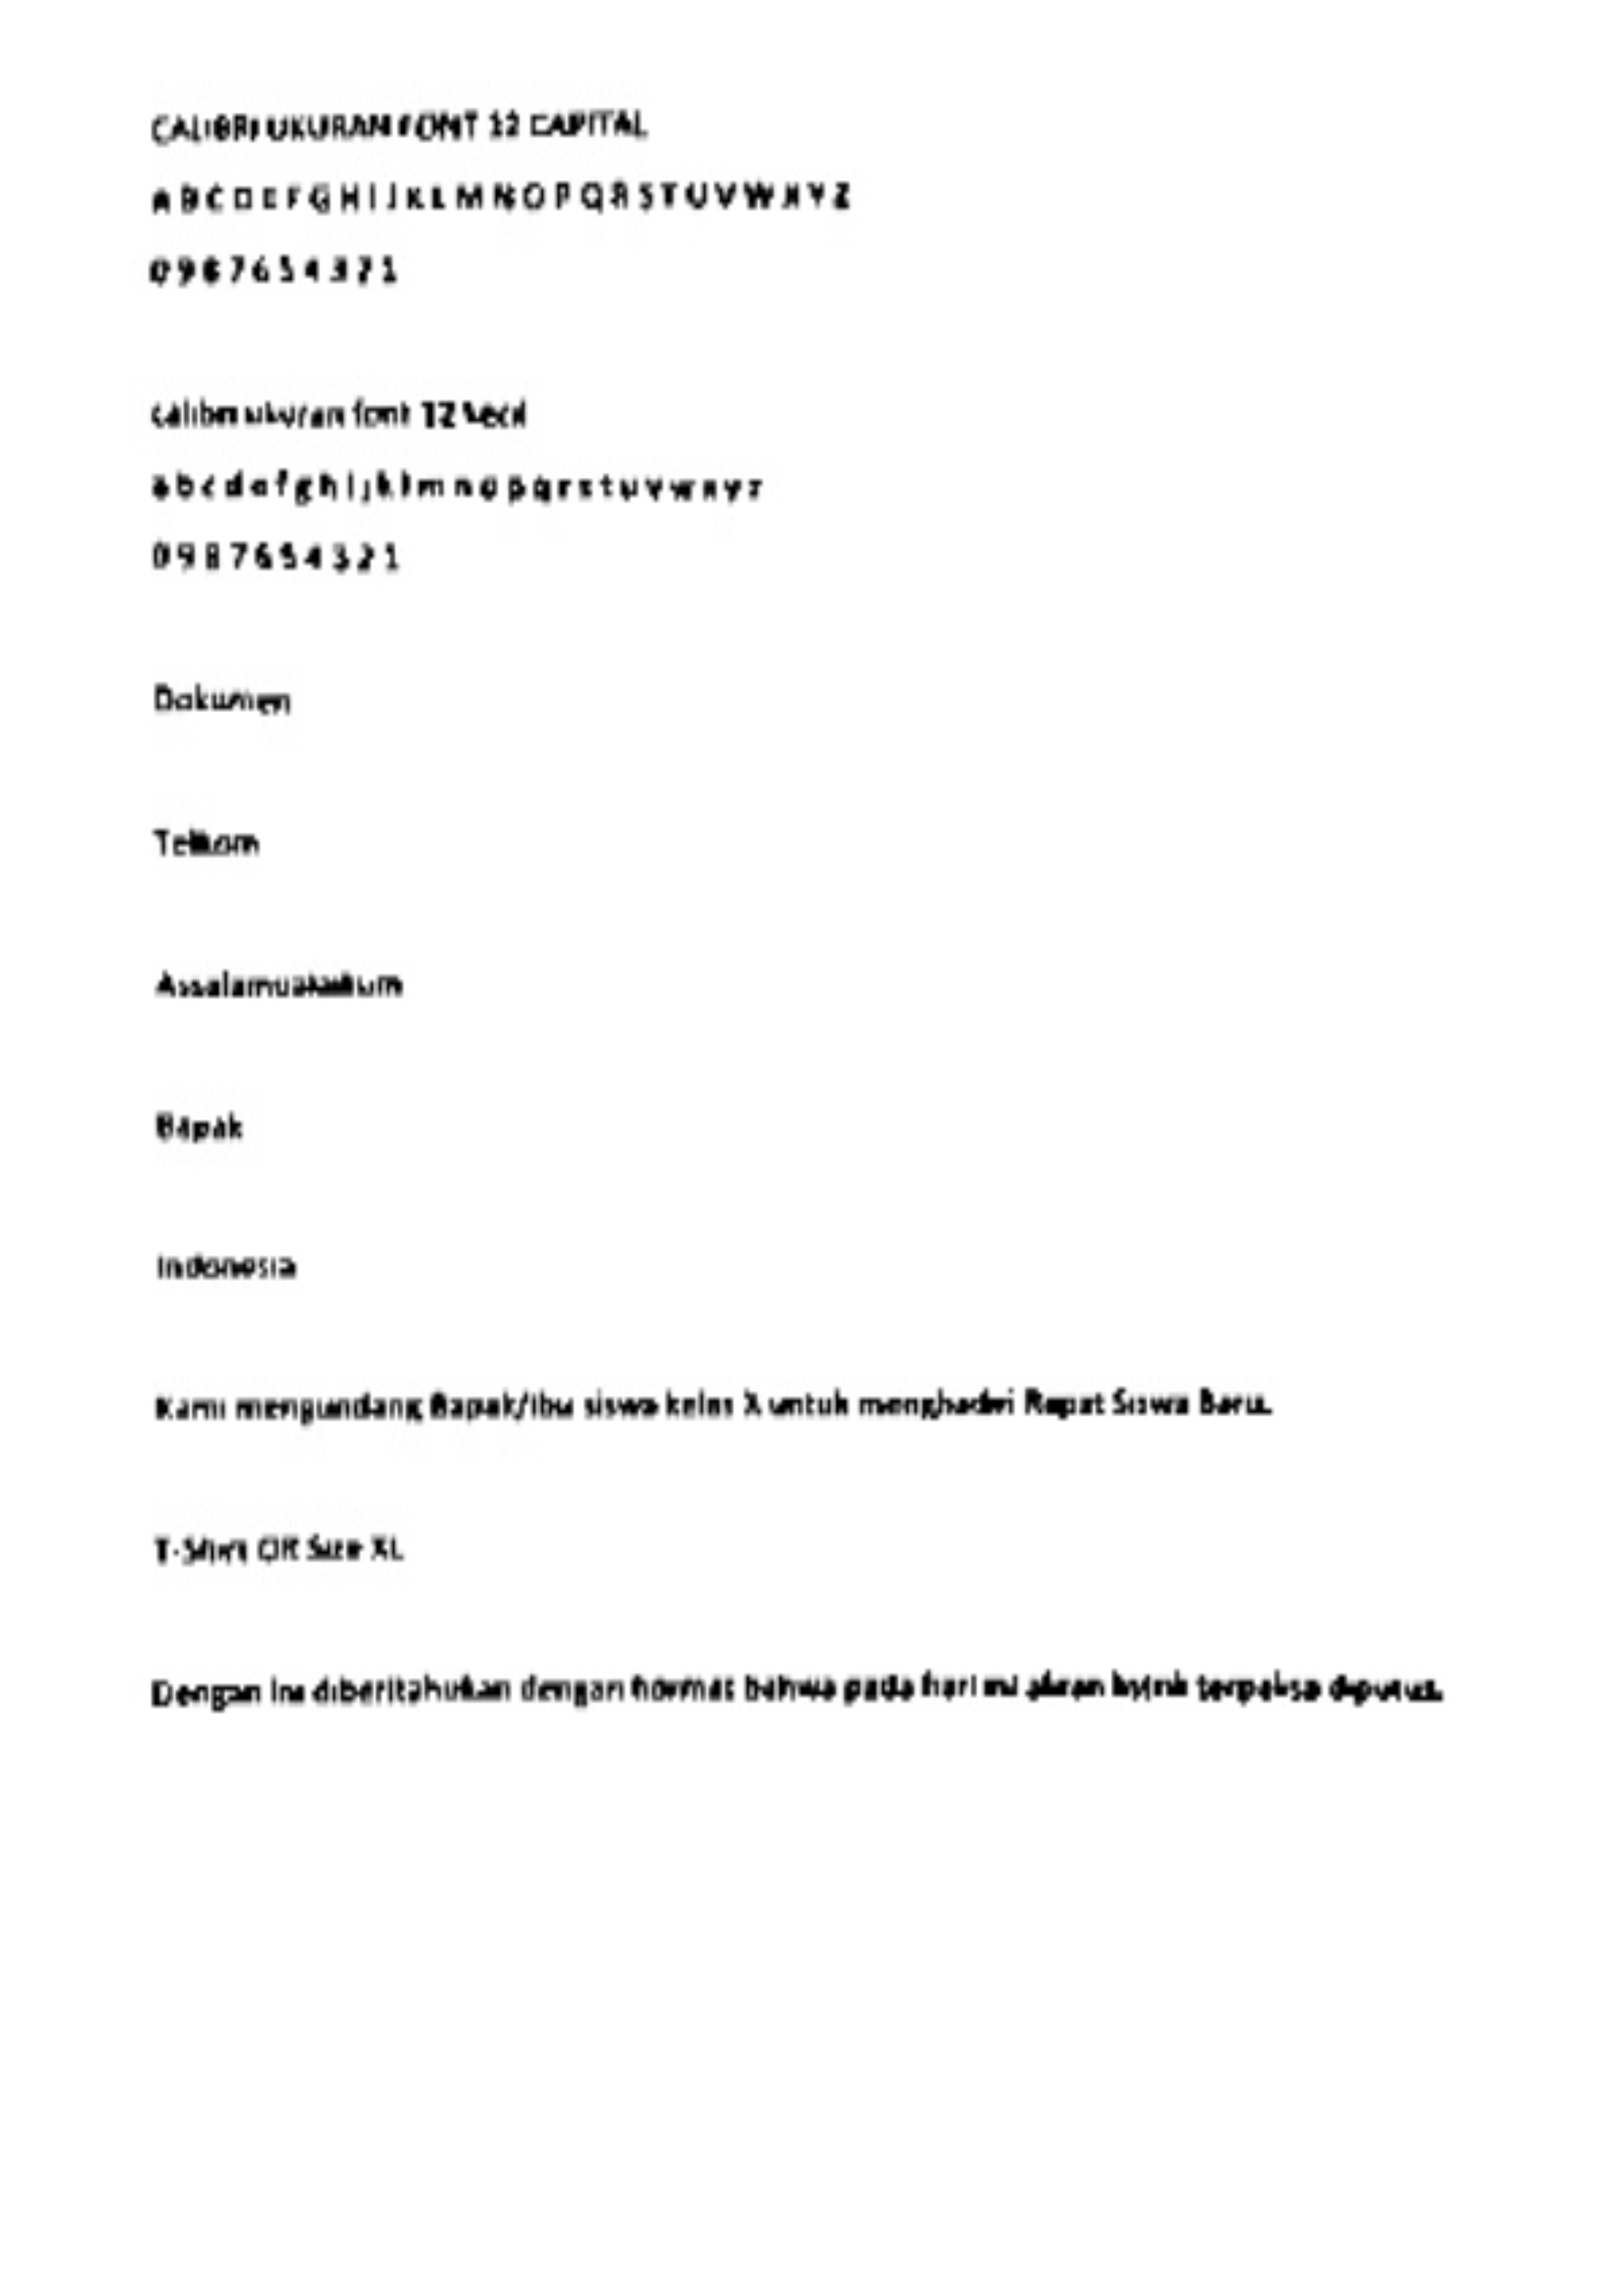 CALIBRI UKURAN FONT 12 CAPITAL
A B C D E F G H I J K L M N O P Q R S T U V W X Y Z
0 9 8 7 6 5 4 3 2 1
calibri ukuran font 12 kecil
a b c d e f g h i j k l m n o p q r s t u v w x y z
0 9 8 7 6 5 4 3 2 1
Dokumen
Telkom
Assalamualaikum
Bapak
Indonesia
Kami mengundang Bapak/Ibu siswa kelas X untuk menghadiri Rapat Siswa Baru.
T-Shirt Size XL
Dengan ini diberitahukan dengan hormat bahwa pada hari ini aliran listrik terpaksa diputus.